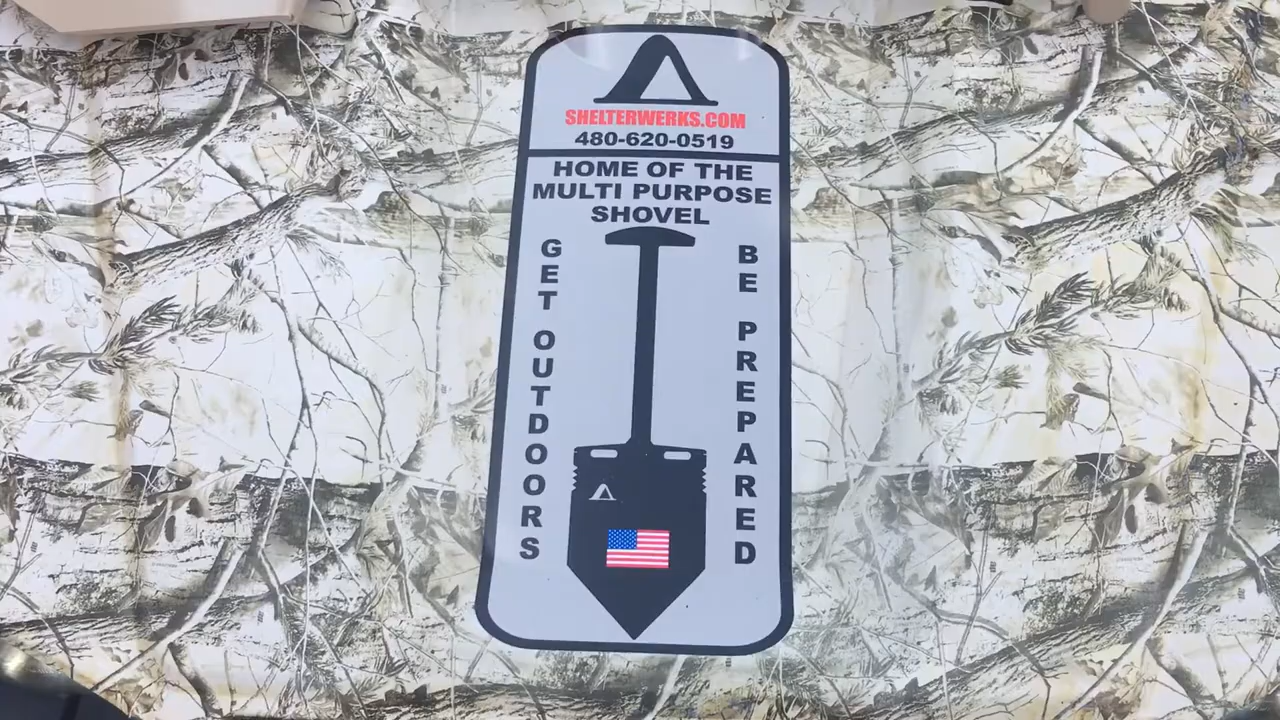 SHELTERWERKS.COM
480-620-0519
HOME OF THE
MULTI PURPOSE
SHOVEL
GET OUTDOORS
BE PREPARED